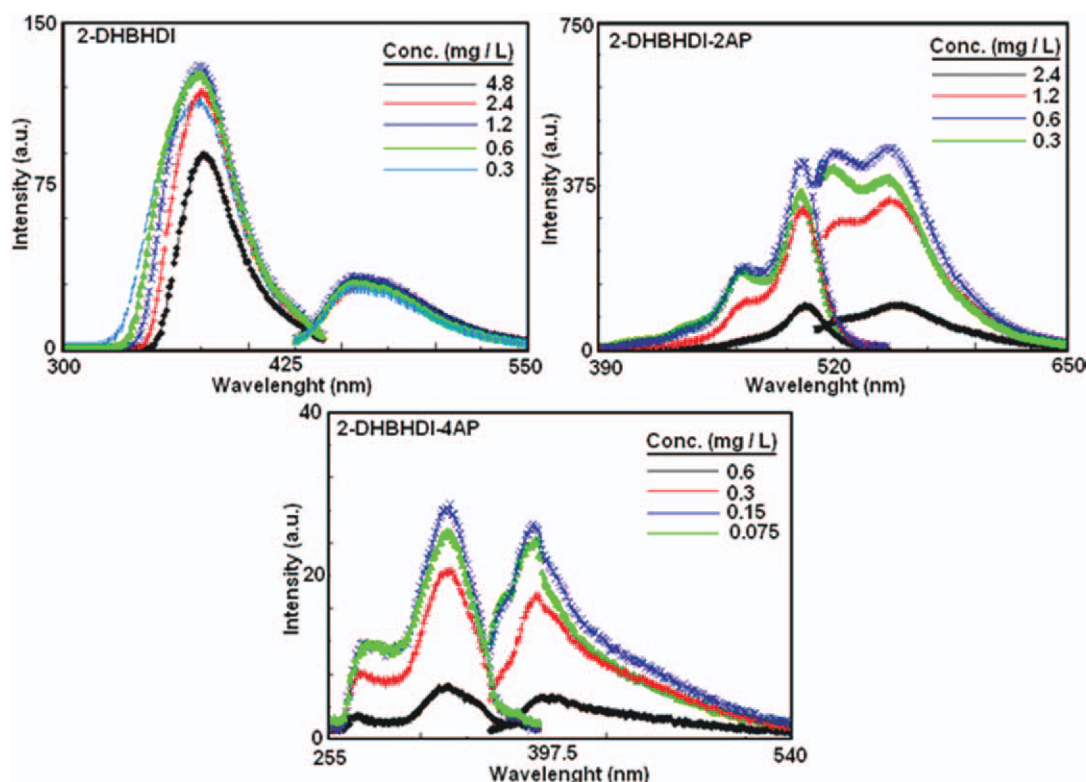 150
2-DHBHDI
Conc. (mg / L)
4.8
2.4
1.2
0.6
0.3
75
0
300
425
550
Intensity (a.u.)
Wavelenght (nm)
750
2-DHBHDI-2AP
Conc. (mg / L)
2.4
1.2
0.6
0.3
375
0
390
520
650
Intensity (a.u.)
Wavelenght (nm)
40
2-DHBHDI-4AP
Conc. (mg / L)
0.6
0.3
0.15
0.075
20
0
255
397.5
540
Intensity (a.u.)
Wavelenght (nm)